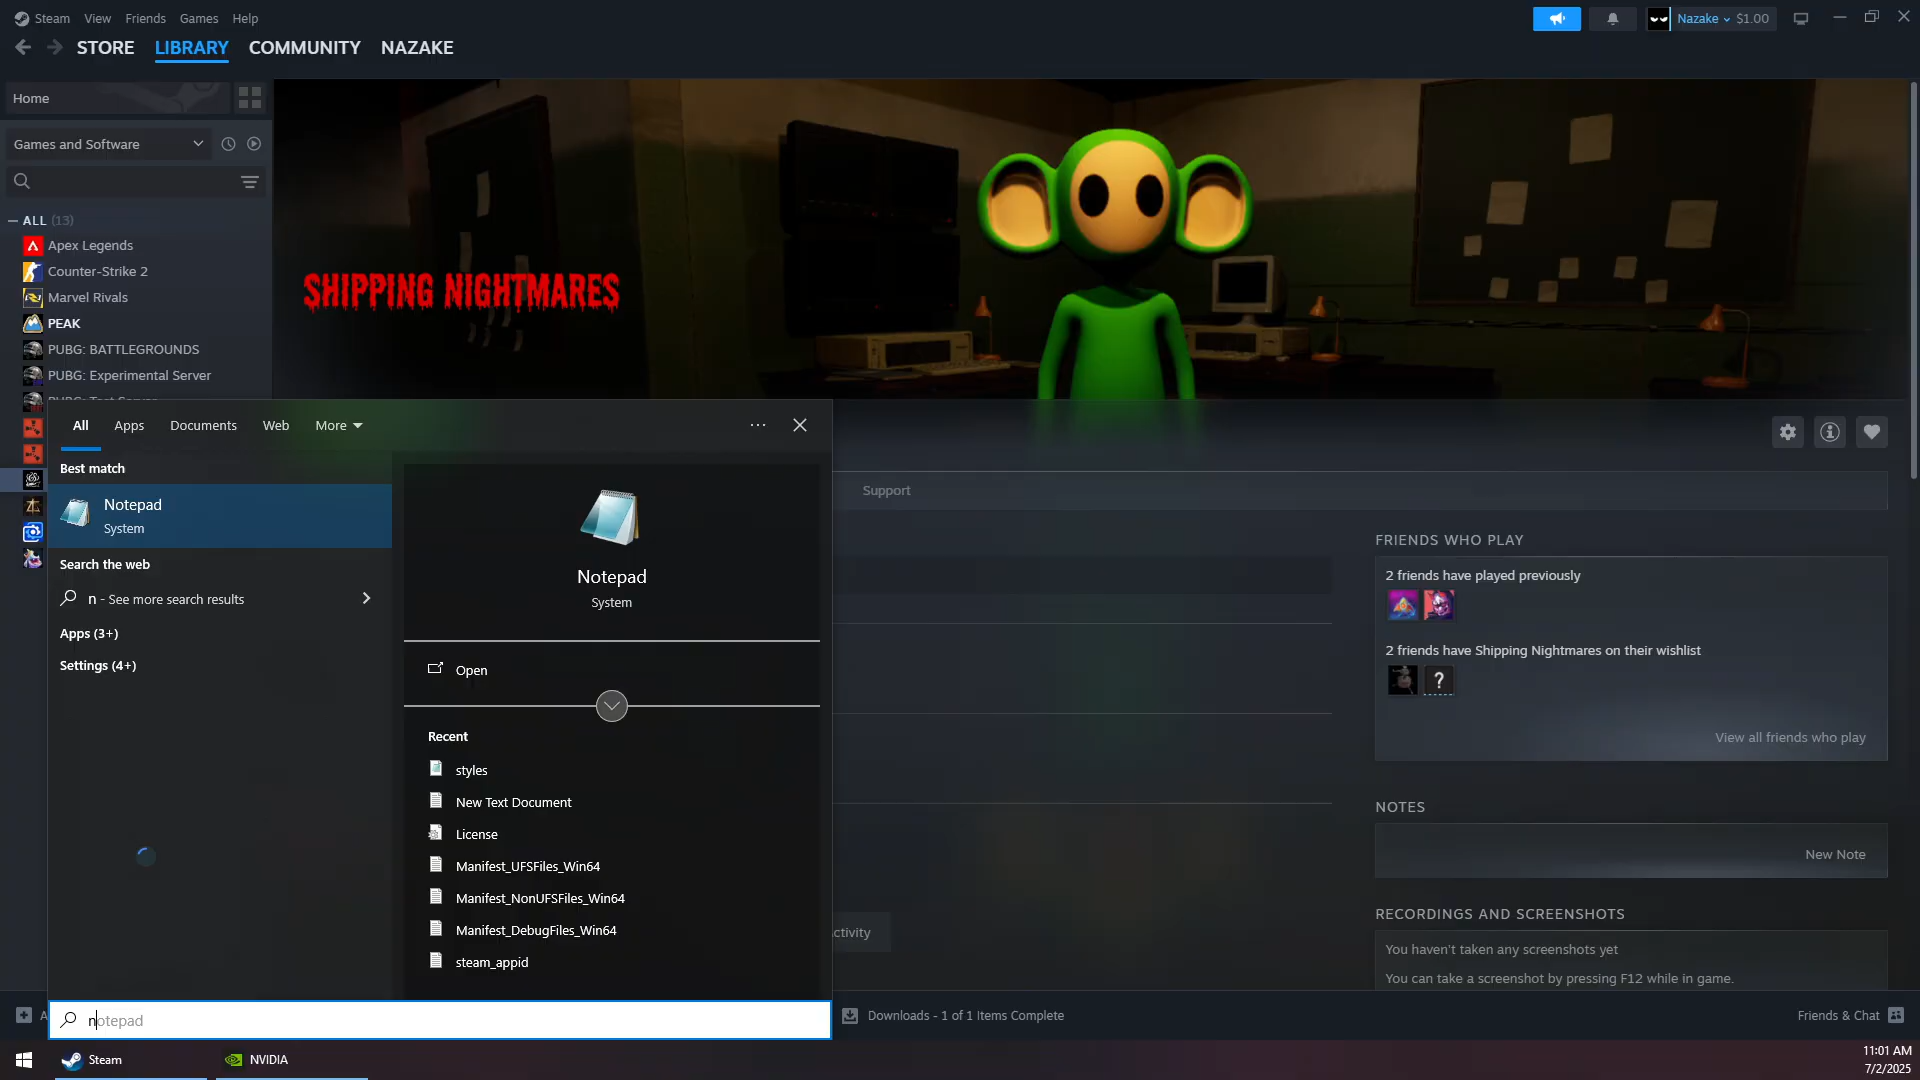 Steam View Friends Games Help
Nazake $1.00
STORE LIBRARY COMMUNITY NAZAKE
Home
Games and Software
ALL (13)
Apex Legends
Counter-Strike 2
Marvel Rivals
PEAK
PUBG: BATTLEGROUNDS
PUBG: Experimental Server
PUBG: Test Server
SHIPPING NIGHTMARES
All Apps Documents Web More
Best match
Notepad
System
Search the web
n - See more search results
Apps (3+)
Settings (4+)
Notepad
System
Open
Recent
styles
New Text Document
License
Manifest_UFSFiles_Win64
Manifest_NonUFSFiles_Win64
Manifest_DebugFiles_Win64
steam_appid
notepad
Support
FRIENDS WHO PLAY
2 friends have played previously
2 friends have Shipping Nightmares on their wishlist
?
View all friends who play
NOTES
New Note
ctivity
RECORDINGS AND SCREENSHOTS
You haven't taken any screenshots yet
You can take a screenshot by pressing F12 while in game.
A
Downloads - 1 of 1 Items Complete
Friends & Chat
Steam
NVIDIA
11:01 AM
7/2/2025